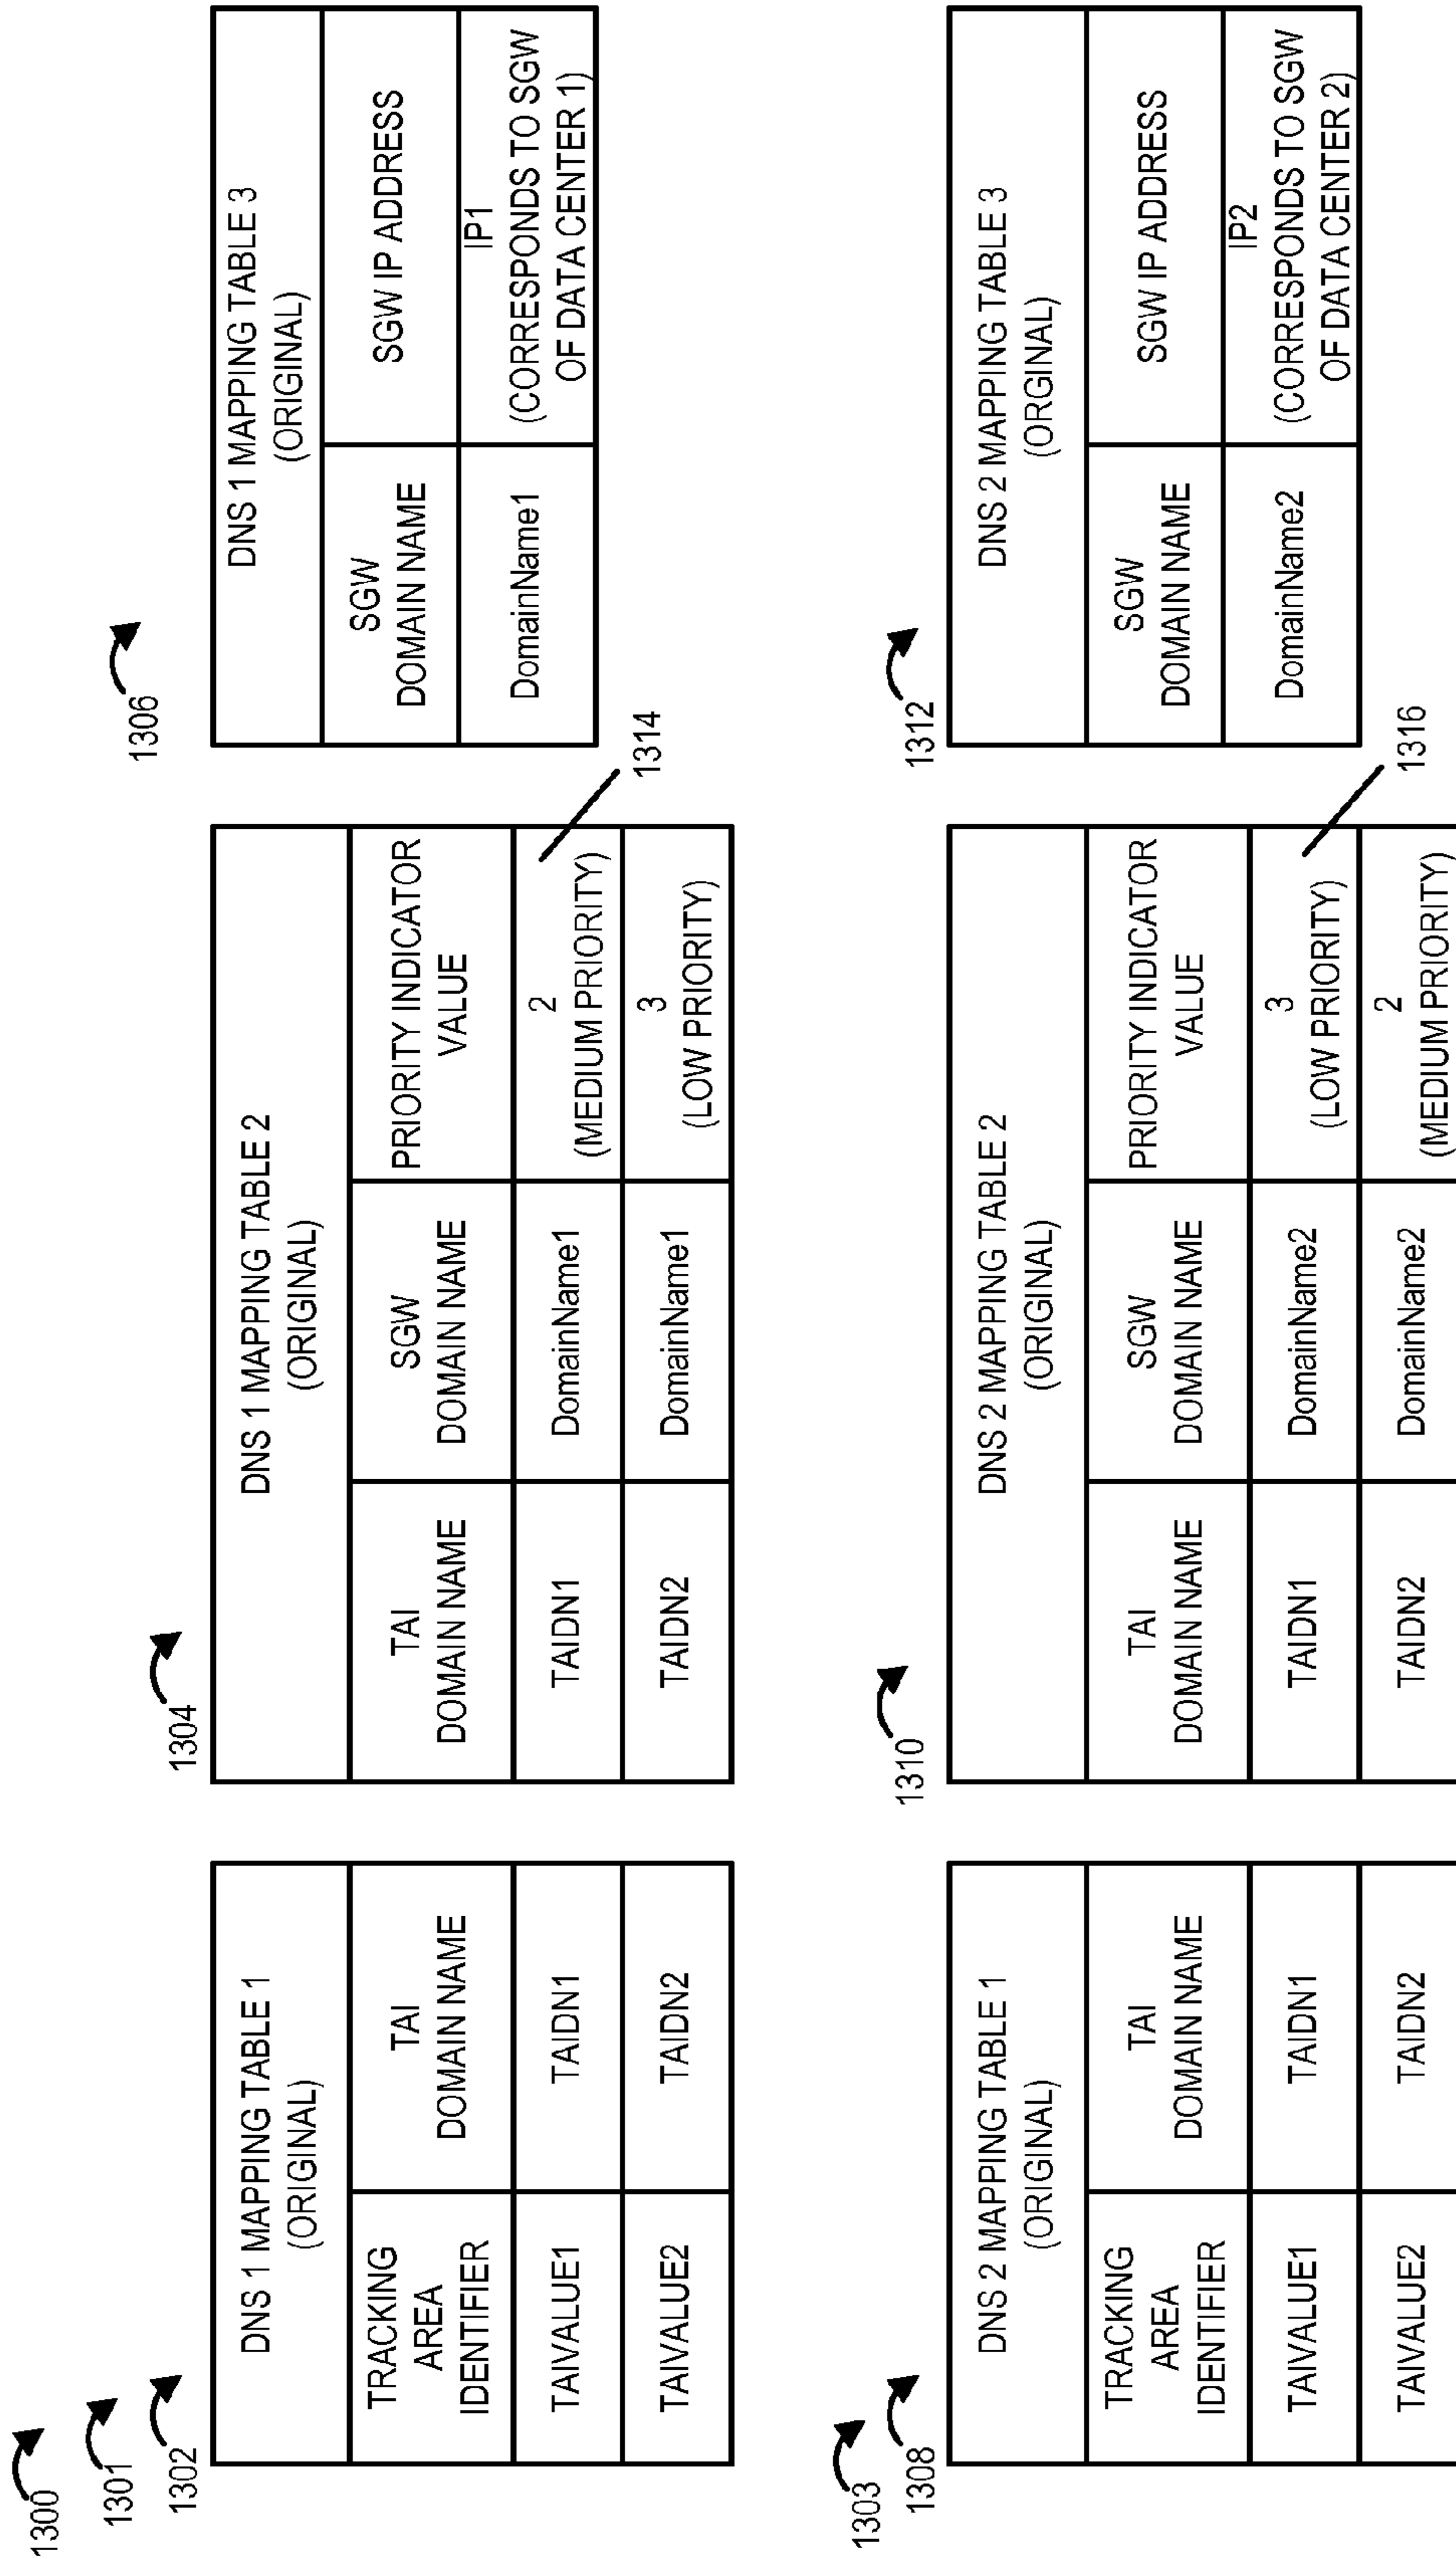 1300
1301
1302
DNS 1 MAPPING TABLE 1
(ORIGINAL)
TRACKING
AREA
IDENTIFIER
TAI
DOMAIN NAME
TAIVALUE1
TAIDN1
TAIVALUE2
TAIDN2
1304
DNS 1 MAPPING TABLE 2
(ORIGINAL)
TAI
DOMAIN NAME
SGW
DOMAIN NAME
PRIORITY INDICATOR
VALUE
TAIDN1
DomainName1
2
(MEDIUM PRIORITY)
TAIDN2
DomainName1
3
(LOW PRIORITY)
1314
1306
DNS 1 MAPPING TABLE 3
(ORIGINAL)
SGW
DOMAIN NAME
SGW IP ADDRESS
DomainName1
IP1
(CORRESPONDS TO SGW
OF DATA CENTER 1)
1303
1308
DNS 2 MAPPING TABLE 1
(ORIGINAL)
TRACKING
AREA
IDENTIFIER
TAI
DOMAIN NAME
TAIVALUE1
TAIDN1
TAIVALUE2
TAIDN2
1310
DNS 2 MAPPING TABLE 2
(ORIGINAL)
TAI
DOMAIN NAME
SGW
DOMAIN NAME
PRIORITY INDICATOR
VALUE
TAIDN1
DomainName2
3
(LOW PRIORITY)
TAIDN2
DomainName2
2
(MEDIUM PRIORITY)
1316
1312
DNS 2 MAPPING TABLE 3
(ORGINAL)
SGW
DOMAIN NAME
SGW IP ADDRESS
DomainName2
IP2
(CORRESPONDS TO SGW
OF DATA CENTER 2)